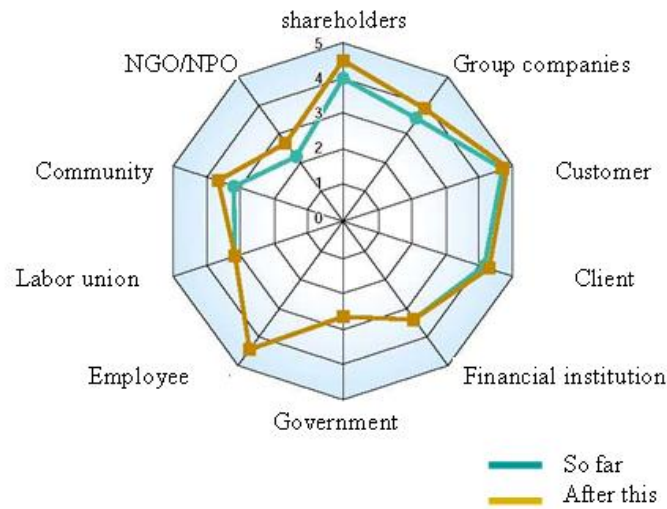 shareholders
5
NGO/NPO
Group companies
4
3
2
Community
Customer
1
0
Labor union
Client
Employee
Financial institution
Government
So far
After this